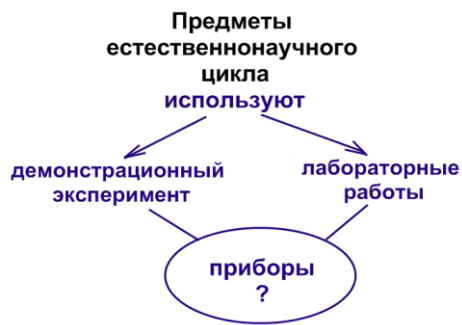 Предметы
естественнонаучного
цикла
используют
демонстрационный
эксперимент
лабораторные
работы
приборы
?